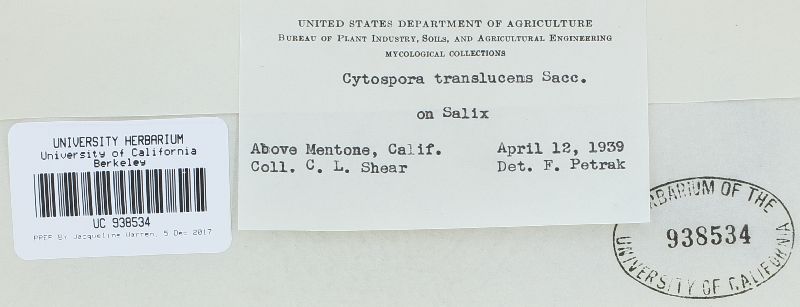 UNITED STATES DEPARTMENT OF AGRICULTURE
BUREAU OF PLANT INDUSTRY, SOILS, AND AGRICULTURAL ENGINEERING
MYCOLOGICAL COLLECTIONS
Cytospora translucens Sacc.
on Salix
Above Mentone, Calif. April 12, 1939
Coll. C. L. Shear Det. F. Petrak
UNIVERSITY HERBARIUM
University of California
Berkeley
UC 938534
PREP BY Jacqueline Warren, 5 Dec 2017
RBARIUM OF THE
938534
UNIVERSITY OF CALIFORNIA